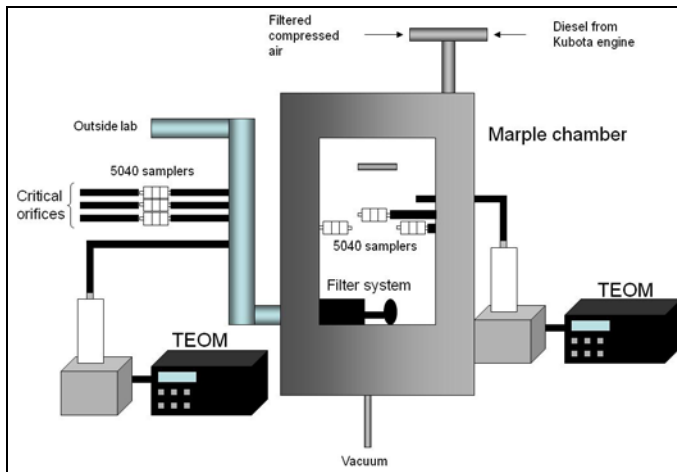 Filtered
compressed
air
Diesel from
Kubota engine
Outside lab
Marple chamber
5040 samplers
Critical
orifices
5040 samplers
Filter system
TEOM
TEOM
Vacuum